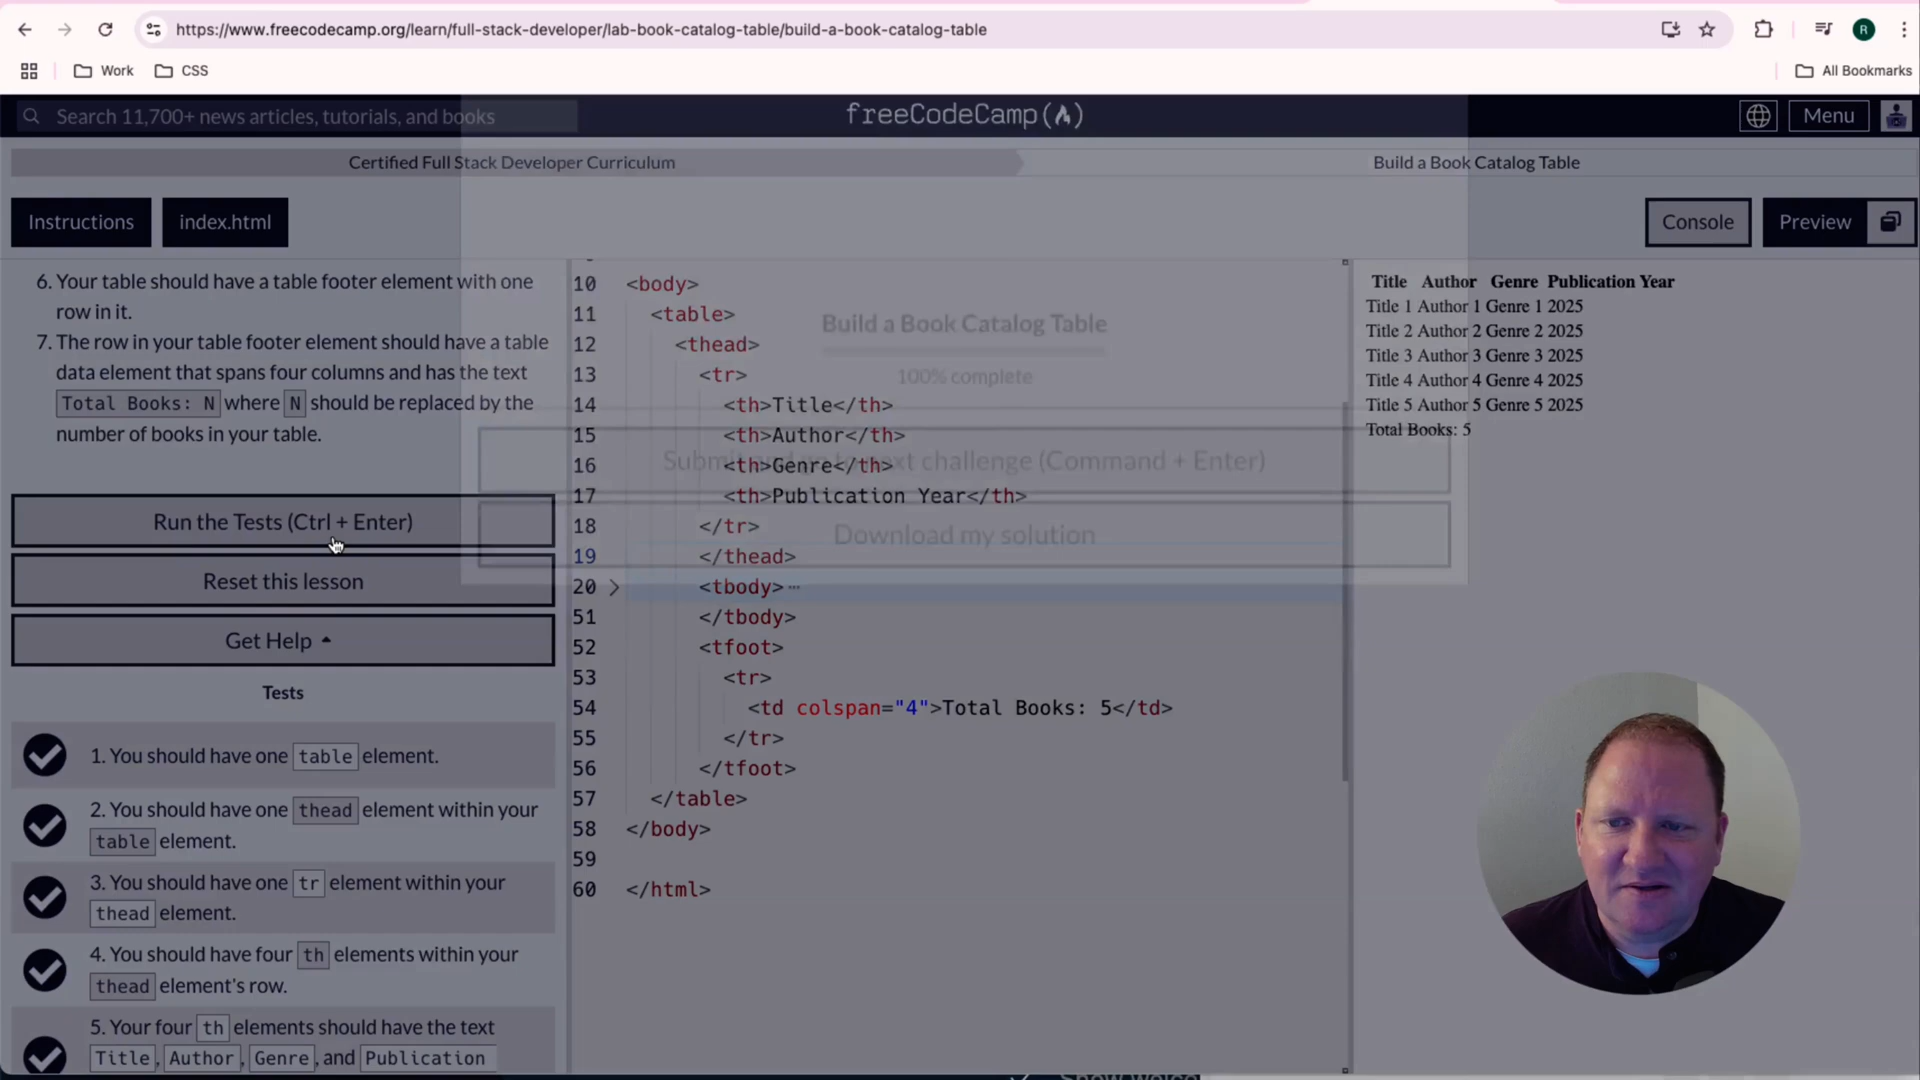 https://www.freecodecamp.org/learn/full-stack-developer/lab-book-catalog-table/build-a-book-catalog-table
R
Work
CSS
All Bookmarks
Search 11,700+ news articles, tutorials, and books
freeCodeCamp
Menu
Certified Full Stack Developer Curriculum
Build a Book Catalog Table
Instructions
index.html
Console
Preview
6. Your table should have a table footer element with one
row in it.
7. The row in your table footer element should have a table
data element that spans four columns and has the text
Total Books: N where N should be replaced by the
number of books in your table.
Run the Tests (Ctrl + Enter)
Reset this lesson
Get Help
Tests
1. You should have one table element.
2. You should have one thead element within your
table element.
3. You should have one tr element within your
thead element.
4. You should have four th elements within your
thead element's row.
5. Your four th elements should have the text
Title, Author, Genre, and Publication
10 <body>
11 <table>
12 <thead>
13 <tr>
14 <th>Title</th>
15 <th>Author</th>
16 <th>Genre</th>
17 <th>Publication Year</th>
18 </tr>
19 </thead>
20 <tbody>
51 </tbody>
52 <tfoot>
53 <tr>
54 <td colspan="4">Total Books: 5</td>
55 </tr>
56 </tfoot>
57 </table>
58 </body>
59
60 </html>
Build a Book Catalog Table
100% complete
Submit and go to next challenge (Command + Enter)
Download my solution
Title Author Genre Publication Year
Title 1 Author 1 Genre 1 2025
Title 2 Author 2 Genre 2 2025
Title 3 Author 3 Genre 3 2025
Title 4 Author 4 Genre 4 2025
Title 5 Author 5 Genre 5 2025
Total Books: 5